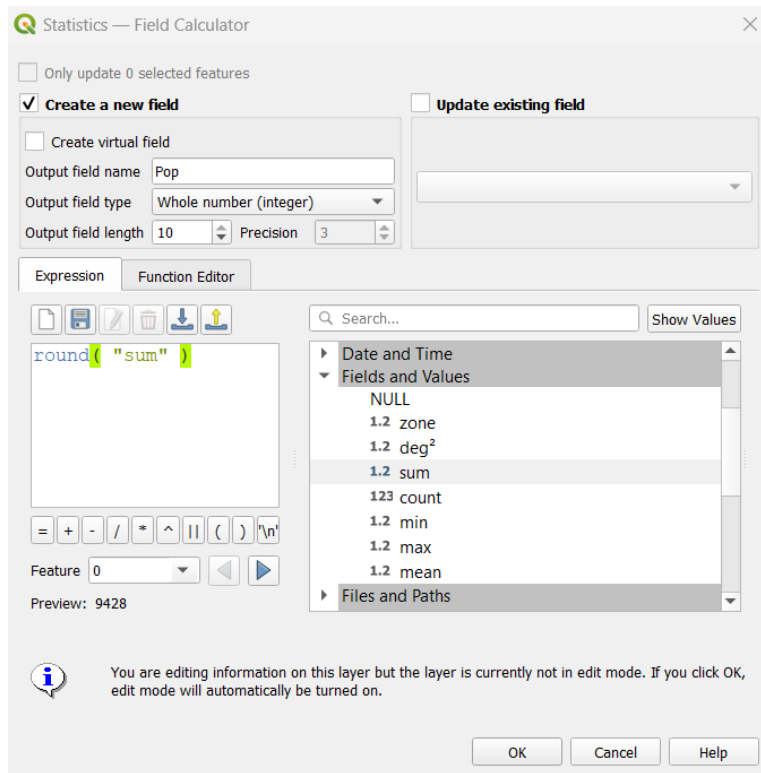 Statistics — Field Calculator
Only update 0 selected features
Create a new field
Update existing field
Create virtual field
Output field name Pop
Output field type Whole number (integer)
Output field length 10 Precision 3
Expression Function Editor
Search... Show Values
round( "sum" )
Date and Time
Fields and Values
NULL
1.2 zone
1.2 deg²
1.2 sum
123 count
1.2 min
1.2 max
1.2 mean
Files and Paths
= + - / * ^ || ( ) '\n'
Feature 0
Preview: 9428
You are editing information on this layer but the layer is currently not in edit mode. If you click OK,
edit mode will automatically be turned on.
OK Cancel Help